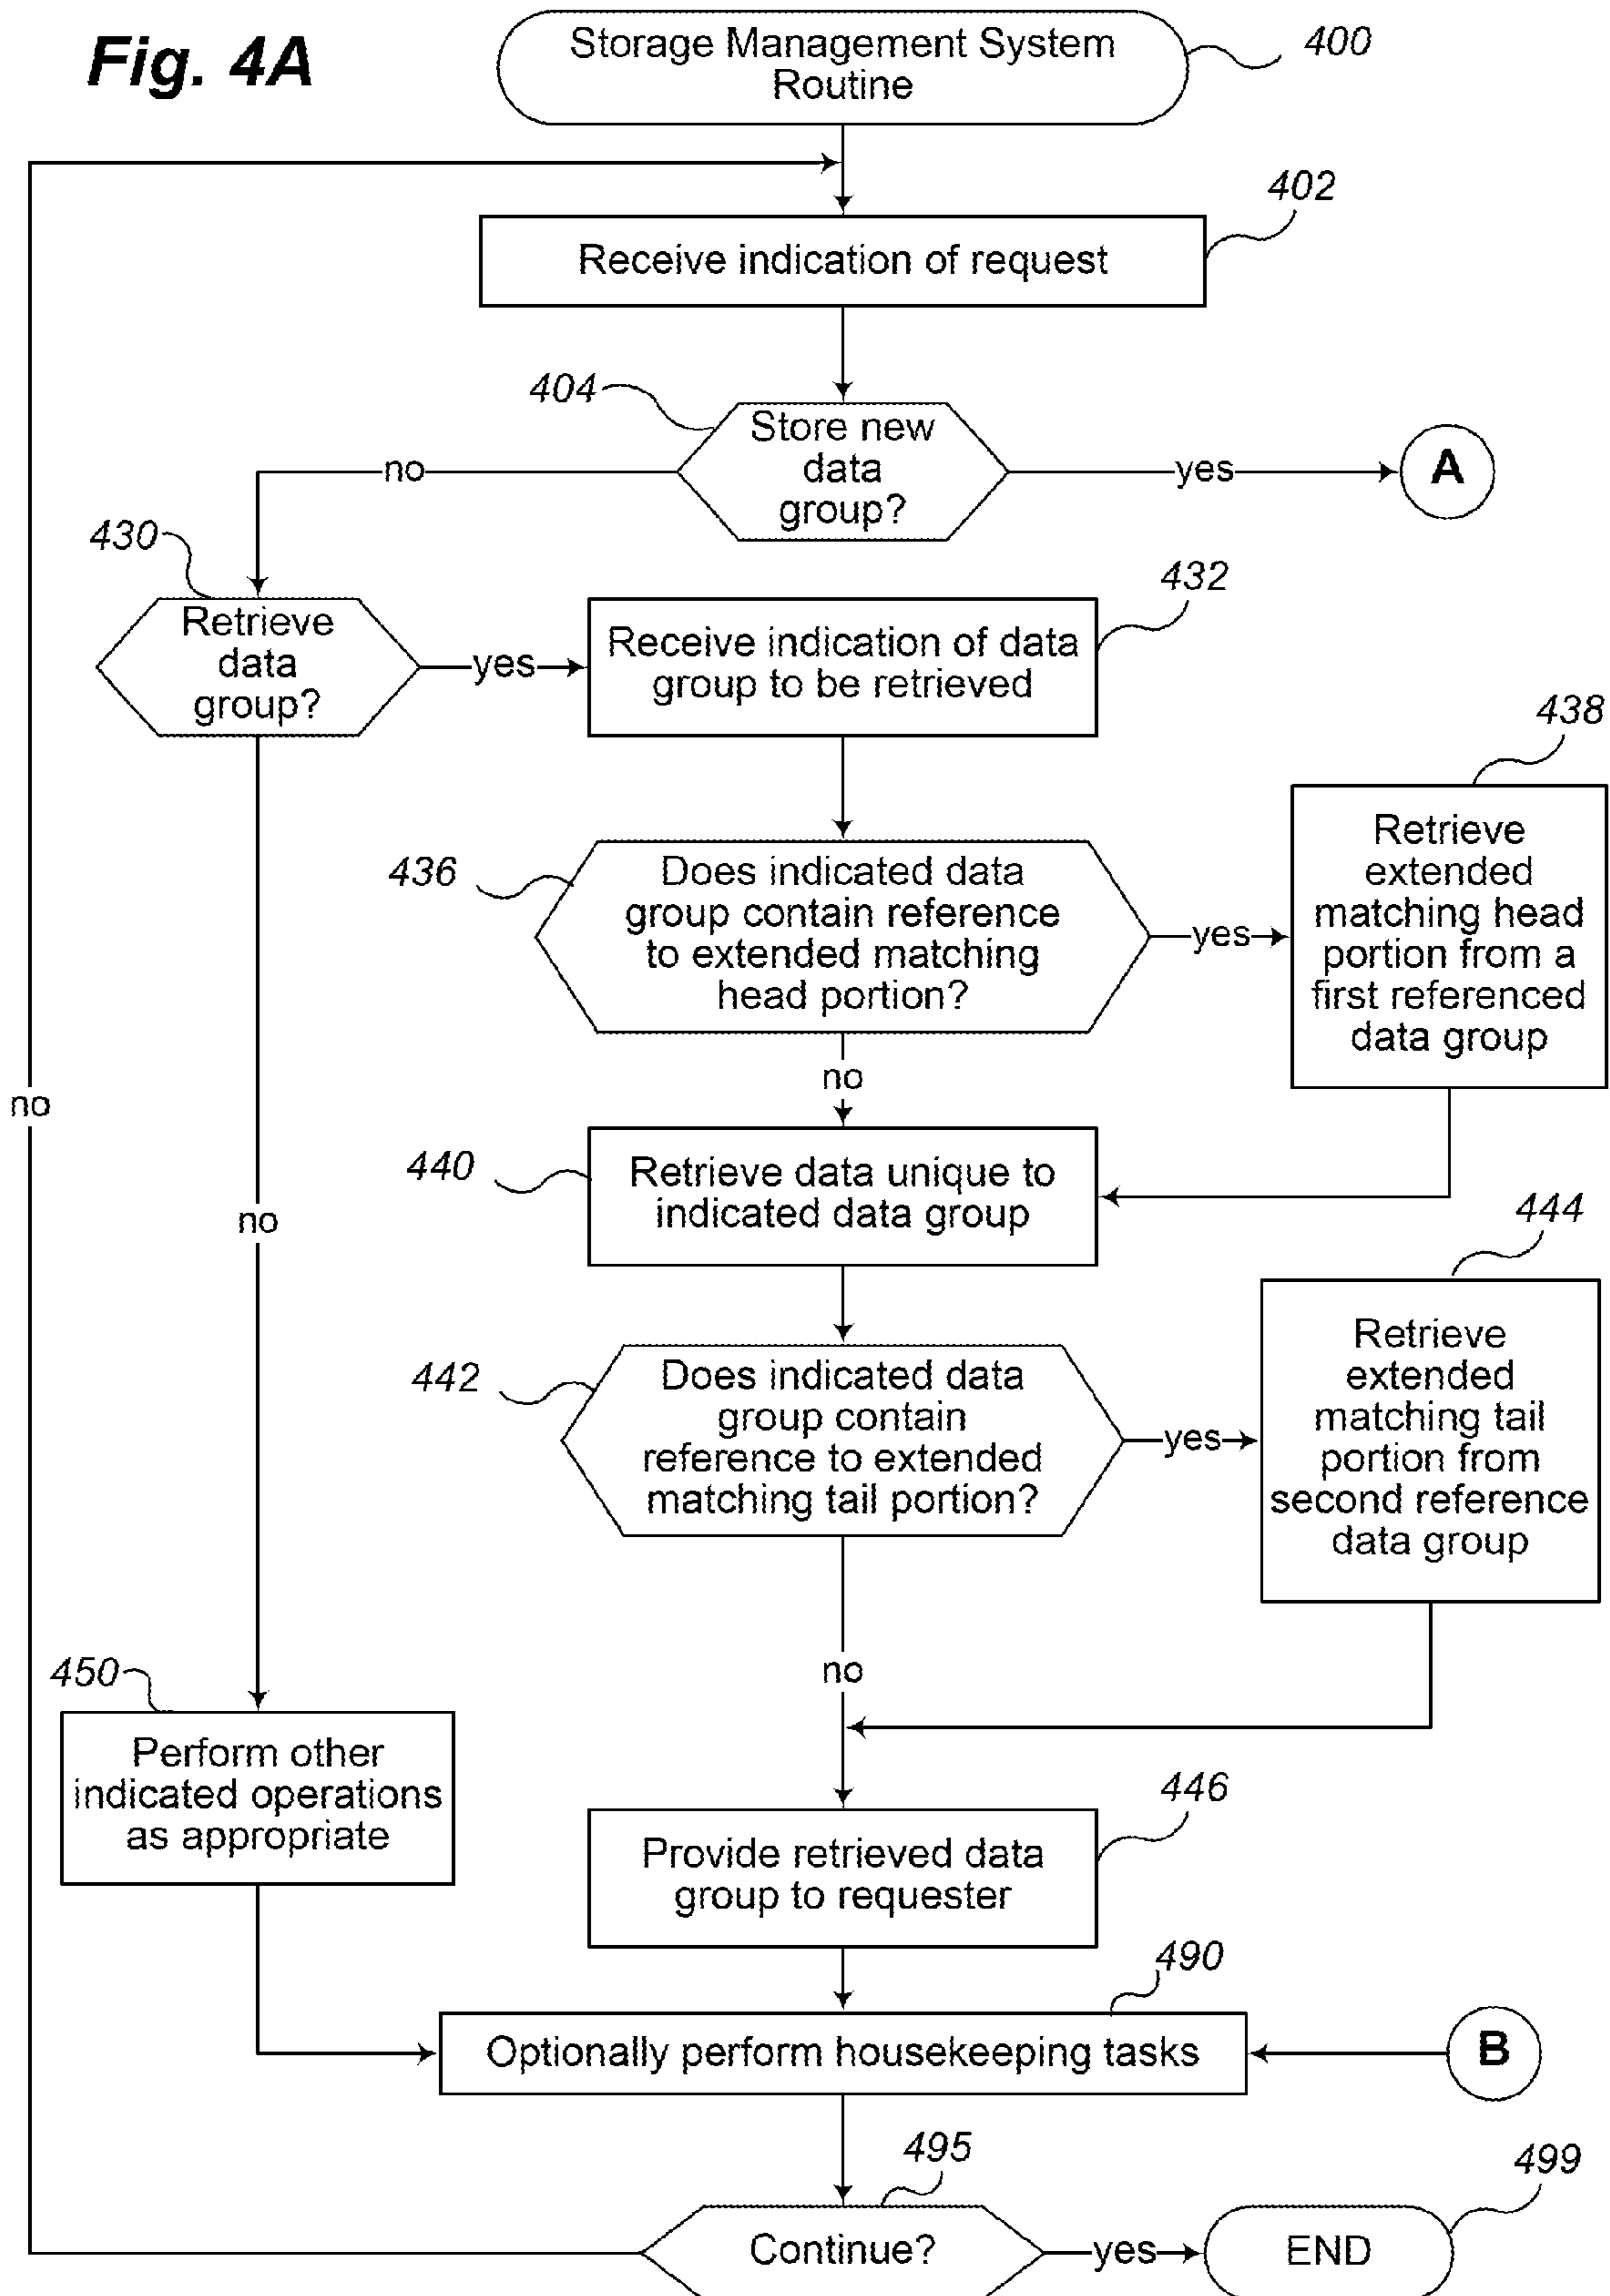 Fig. 4A
Storage Management System
Routine
400
402
Receive indication of request
404
Store new
data
group?
no
yes
A
430
Retrieve
data
group?
yes
432
Receive indication of data
group to be retrieved
438
Retrieve
extended
matching head
portion from a
first referenced
data group
436
Does indicated data
group contain reference
to extended matching
head portion?
yes
no
no
440
Retrieve data unique to
indicated data group
no
444
Retrieve
extended
matching tail
portion from
second reference
data group
442
Does indicated data
group contain
reference to extended
matching tail portion?
yes
no
450
Perform other
indicated operations
as appropriate
446
Provide retrieved data
group to requester
490
Optionally perform housekeeping tasks
B
495
Continue?
yes
499
END